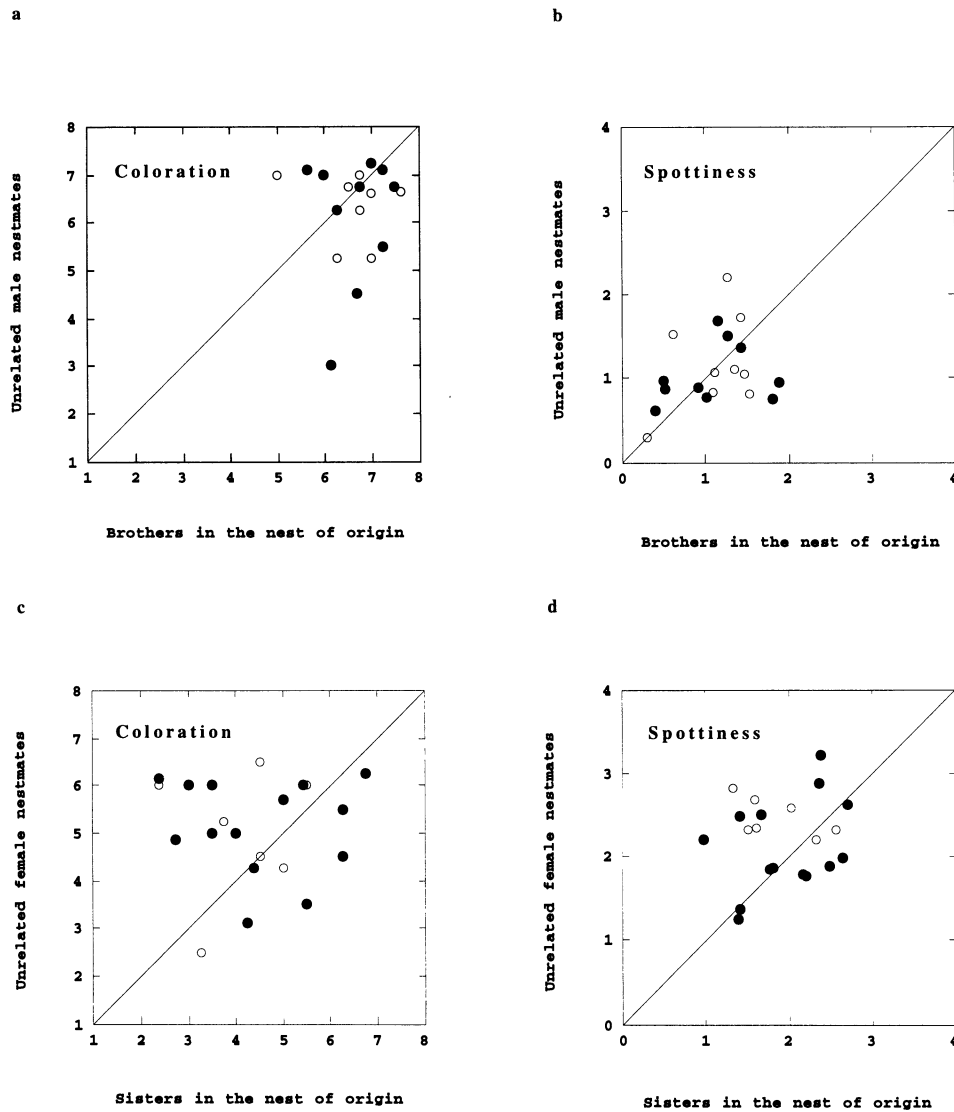 a
Coloration
Unrelated male nestmates
8
7
6
5
4
3
2
1
1 2 3 4 5 6 7 8
Brothers in the nest of origin
b
Spottiness
Unrelated male nestmates
4
3
2
1
0
0 1 2 3 4
Brothers in the nest of origin
c
Coloration
Unrelated female nestmates
8
7
6
5
4
3
2
1
1 2 3 4 5 6 7 8
Sisters in the nest of origin
d
Spottiness
Unrelated female nestmates
4
3
2
1
0
0 1 2 3 4
Sisters in the nest of origin